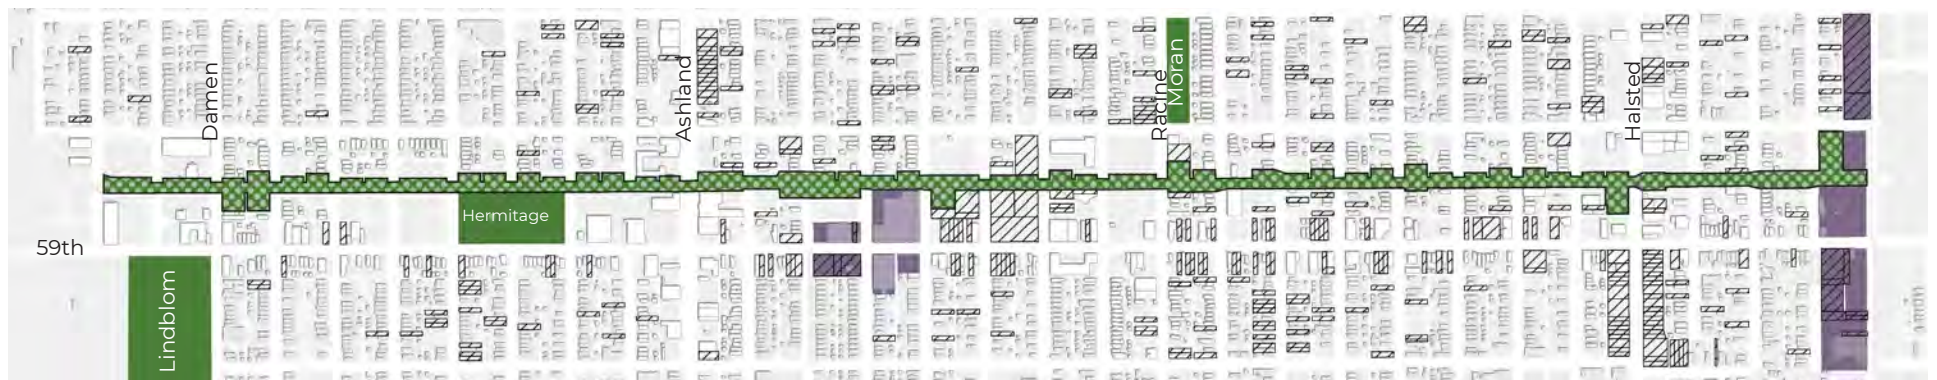 Damen
Ashland
Racine
Moran
Halsted
Hermitage
59th
Lindblom